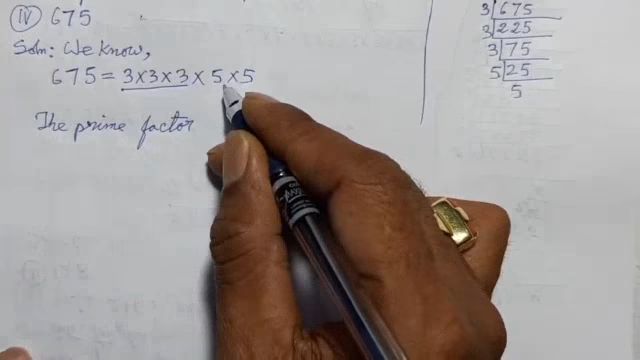 (iv) 675
Soln: We know,
675 = 3×3×3×5×5
The prime factor
3 675
3 225
3 75
5 25
5